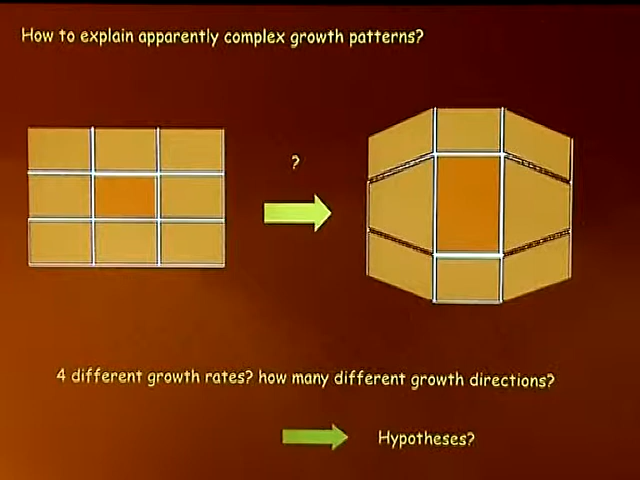 How to explain apparently complex growth patterns?
?
4 different growth rates? how many different growth directions?
Hypotheses?